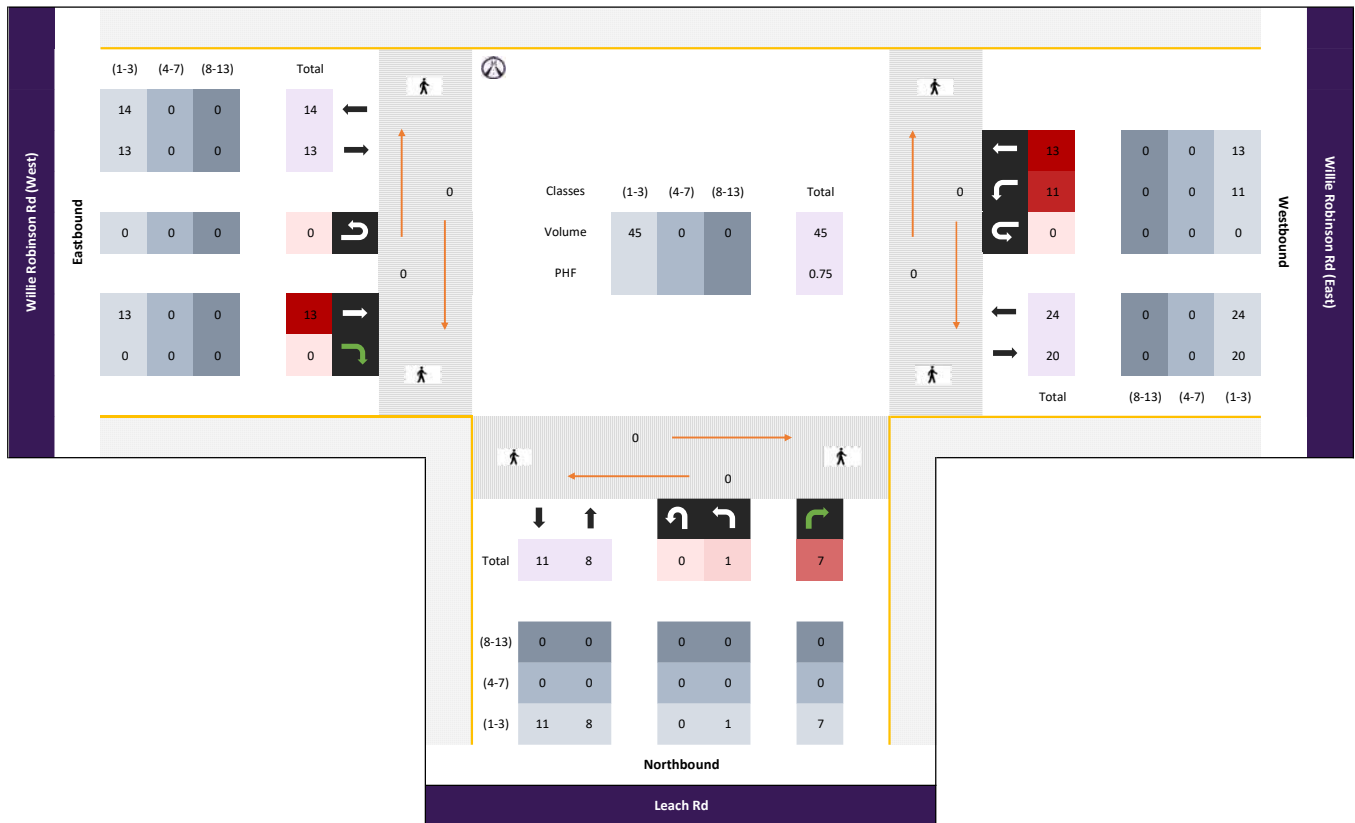 (1-3) (4-7) (8-13) Total
14 0 0 14
13 0 0 13
0 0 0 0
13 0 0 13
0 0 0 0
Willie Robinson Rd (West)
Eastbound
0
0
Classes (1-3) (4-7) (8-13) Total
Volume 45 0 0 45
PHF 0.75
0
0
13 0 0 13
11 0 0 11
0 0 0 0
24 0 0 24
20 0 0 20
Total (8-13) (4-7) (1-3)
Westbound
Willie Robinson Rd (East)
0
0
Total 11 8 0 1 7
(8-13) 0 0 0 0 0
(4-7) 0 0 0 0 0
(1-3) 11 8 0 1 7
Northbound
Leach Rd